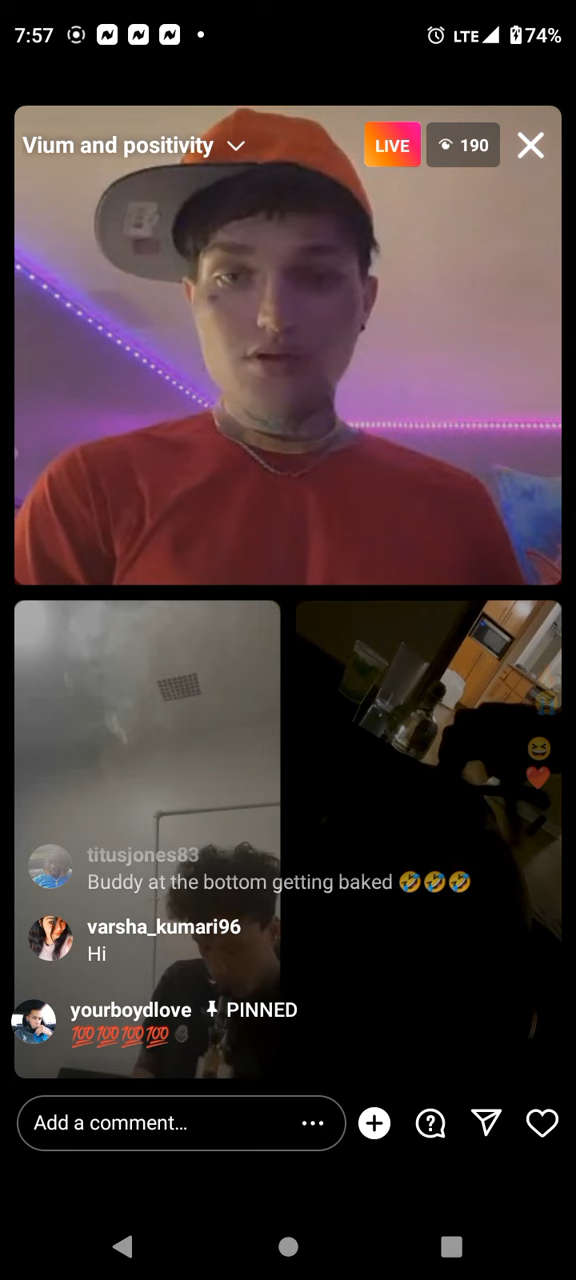 7:57 LTE 74%
Vium and positivity LIVE 190
titusjones83
Buddy at the bottom getting baked 🤣🤣🤣
varsha_kumari96
Hi
yourboydlove PINNED
💯💯💯💯
Add a comment...